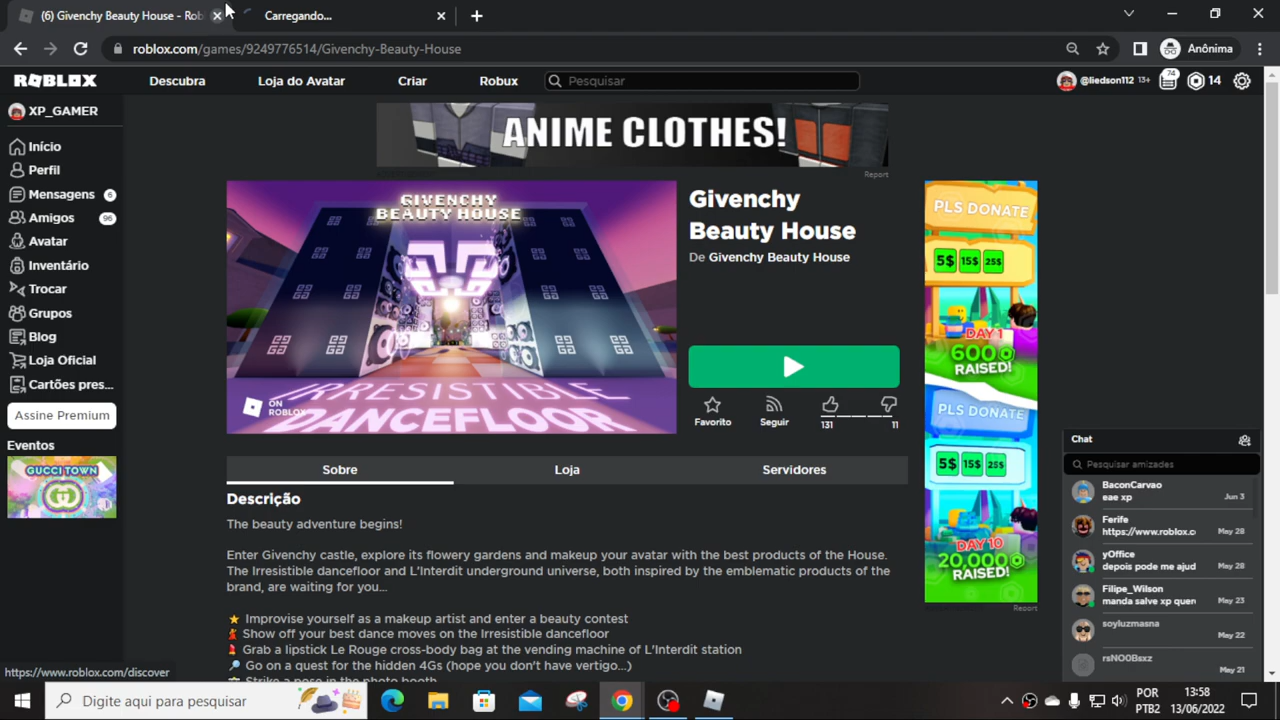 (6) Givenchy Beauty House - Rob
Carregando...
roblox.com/games/9249776514/Givenchy-Beauty-House
Anônima
ROBLOX
Descubra
Loja do Avatar
Criar
Robux
Pesquisar
@liedson112 13+
74
14
XP_GAMER
Início
Perfil
Mensagens 6
Amigos 96
Avatar
Inventário
Trocar
Grupos
Blog
Loja Oficial
Cartões pres...
Assine Premium
Eventos
GUCCI TOWN
ANIME CLOTHES!
Report
GIVENCHY
BEAUTY HOUSE
IRRESISTIBLE
DANCEFLOOR
ON
ROBLOX
Givenchy
Beauty House
De Givenchy Beauty House
Favorito
Seguir
131
11
Sobre
Loja
Servidores
Descrição
The beauty adventure begins!
Enter Givenchy castle, explore its flowery gardens and makeup your avatar with the best products of the House.
The Irresistible dancefloor and L'Interdit underground universe, both inspired by the emblematic products of the
brand, are waiting for you...
⭐ Improvise yourself as a makeup artist and enter a beauty contest
💃 Show off your best dance moves on the Irresistible dancefloor
💄 Grab a lipstick Le Rouge cross-body bag at the vending machine of L'Interdit station
🔎 Go on a quest for the hidden 4Gs (hope you don't have vertigo...)
Strike a pose in the photo booth
PLS DONATE
5$ 15$ 25$
DAY 1
600
RAISED!
PLS DONATE
5$ 15$ 25$
DAY 10
20,000
RAISED!
Report
Chat
Pesquisar amizades
BaconCarvao
eae xp
Jun 3
Ferife
https://www.roblox.c
May 28
yOffice
depois pode me ajud
May 28
Filipe_Wilson
manda salve xp quer
May 23
soyluzmasna
May 22
rsNO0Bsxz
May 21
https://www.roblox.com/discover
Digite aqui para pesquisar
POR
PTB2
3:58
13/06/2022